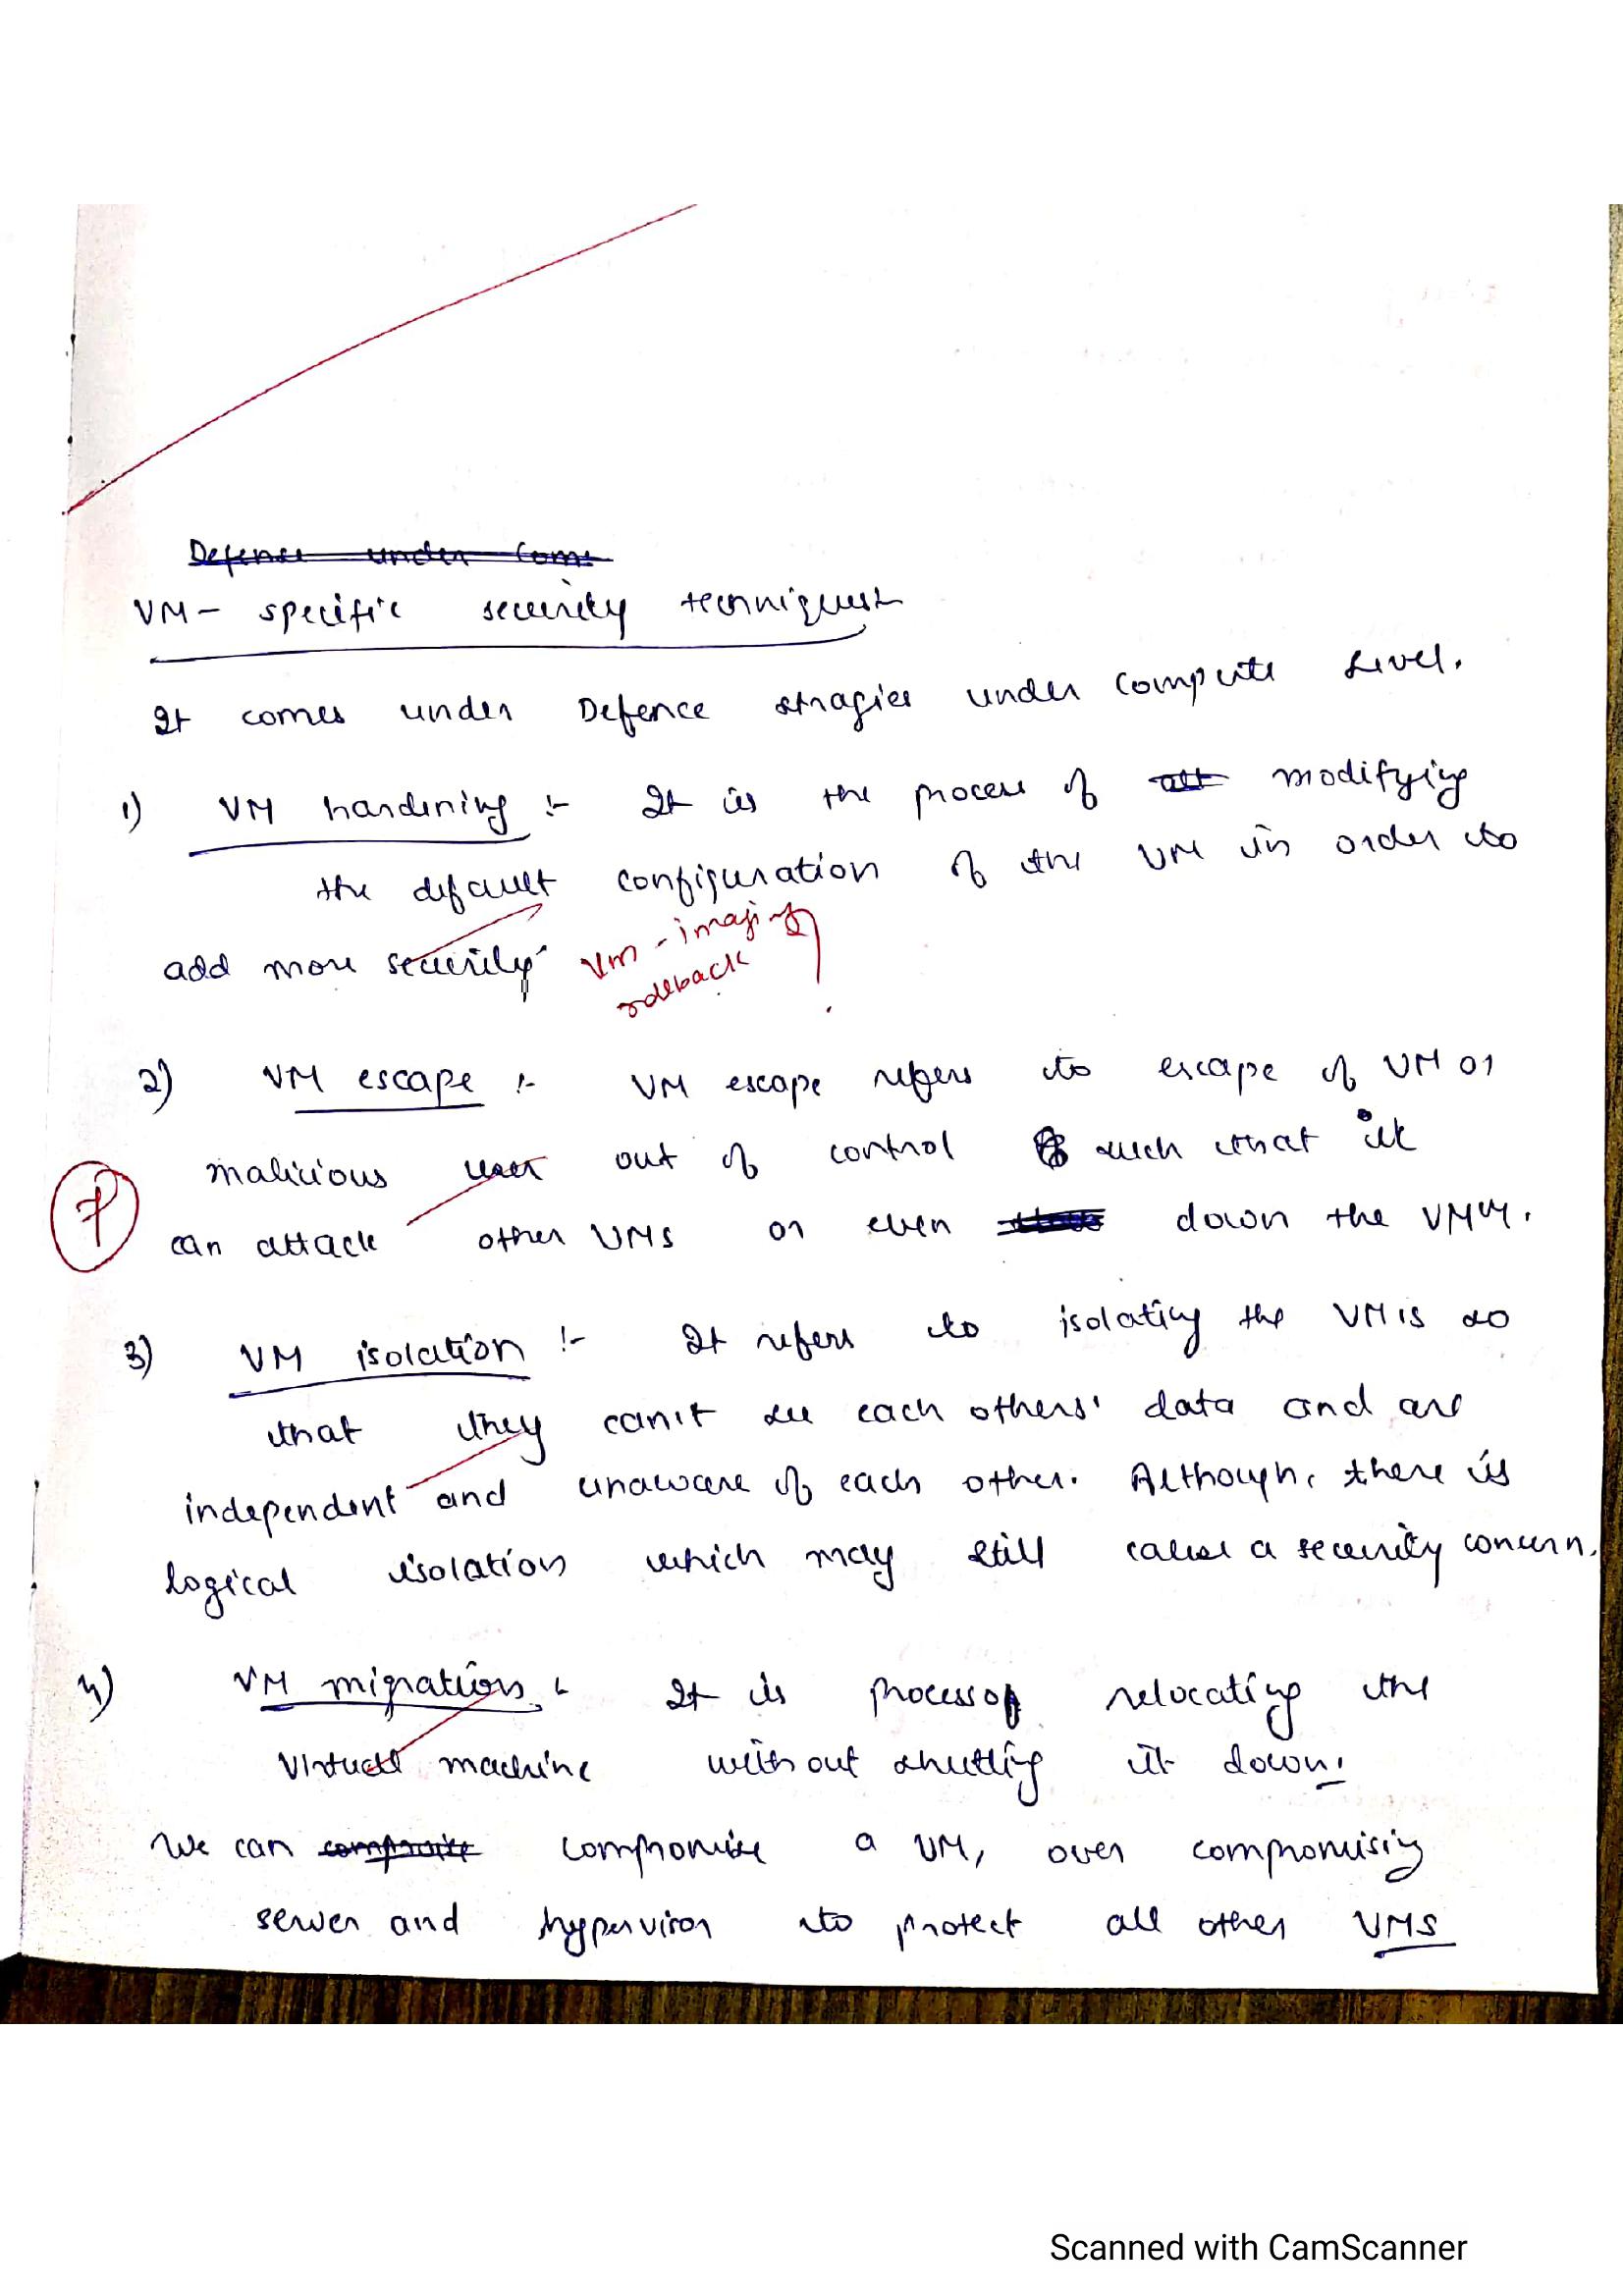 Defence under Com
VM - specific security techniques:-
It comes under Defence stragies under compute level.
1) VM hardining :- It is the process of modifying
the default configuration of the VM in order to
add more security.
Vm - imaging
rollback ?
2) VM escape :- VM escape refers to escape of VM or
malicious user out of control such that it
can attack other VMs or even down the VMM.
7
3) VM isolation :- It refers to isolating the VM's so
that they can't see each others' data and are
independent and unaware of each other. Although, there is
logical isolation which may still cause a security concern.
4) VM migration :- It is process of relocating the
virtual machine without shutting it down.
We can compromise a VM, over compromising
server and hypervisor to protect all other VMS
Scanned with CamScanner